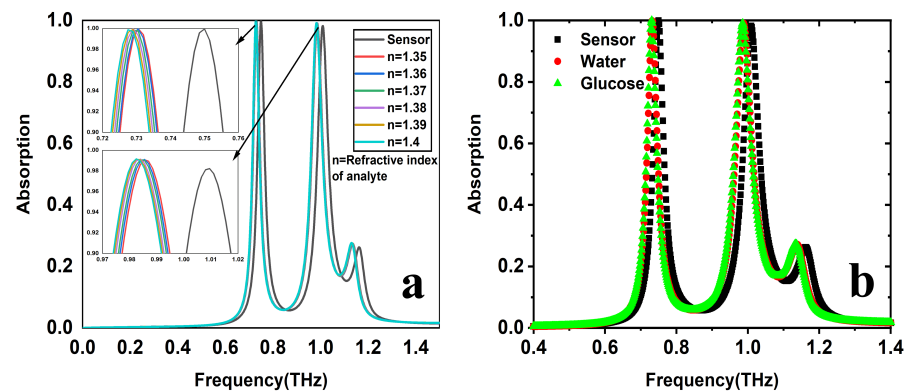 Absorption
1.0
0.8
0.6
0.4
0.2
0.0
1.00
0.98
0.96
0.94
0.92
0.90
0.72 0.73 0.74 0.75 0.76
1.00
0.98
0.96
0.94
0.92
0.90
0.97 0.98 0.99 1.00 1.01 1.02
Sensor
n=1.35
n=1.36
n=1.37
n=1.38
n=1.39
n=1.4
n=Refractive index
of analyte
a
0.0 0.2 0.4 0.6 0.8 1.0 1.2 1.4
Frequency(THz)
Absorption
1.0
0.8
0.6
0.4
0.2
0.0
Sensor
Water
Glucose
b
0.4 0.6 0.8 1.0 1.2 1.4
Frequency(THz)